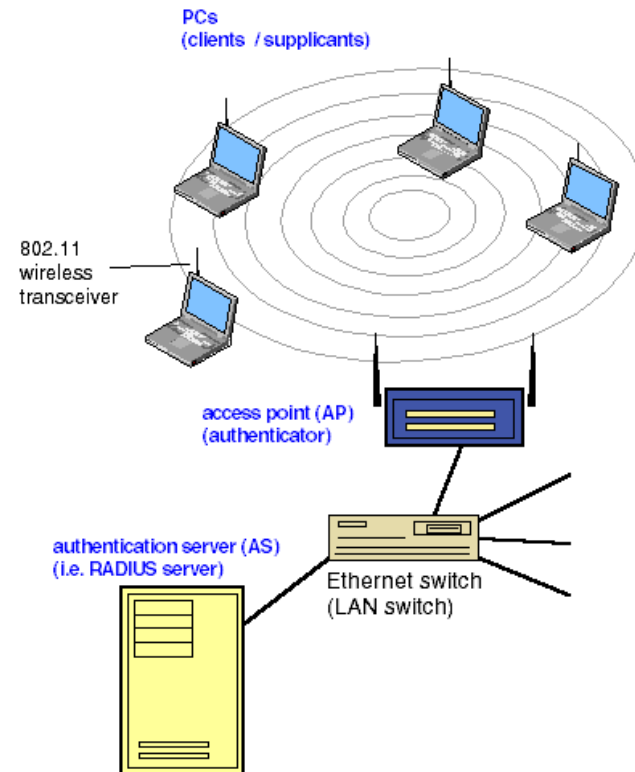 PCs
(clients / supplicants)
802.11
wireless
transceiver
access point (AP)
(authenticator)
authentication server (AS)
(i.e. RADIUS server)
Ethernet switch
(LAN switch)